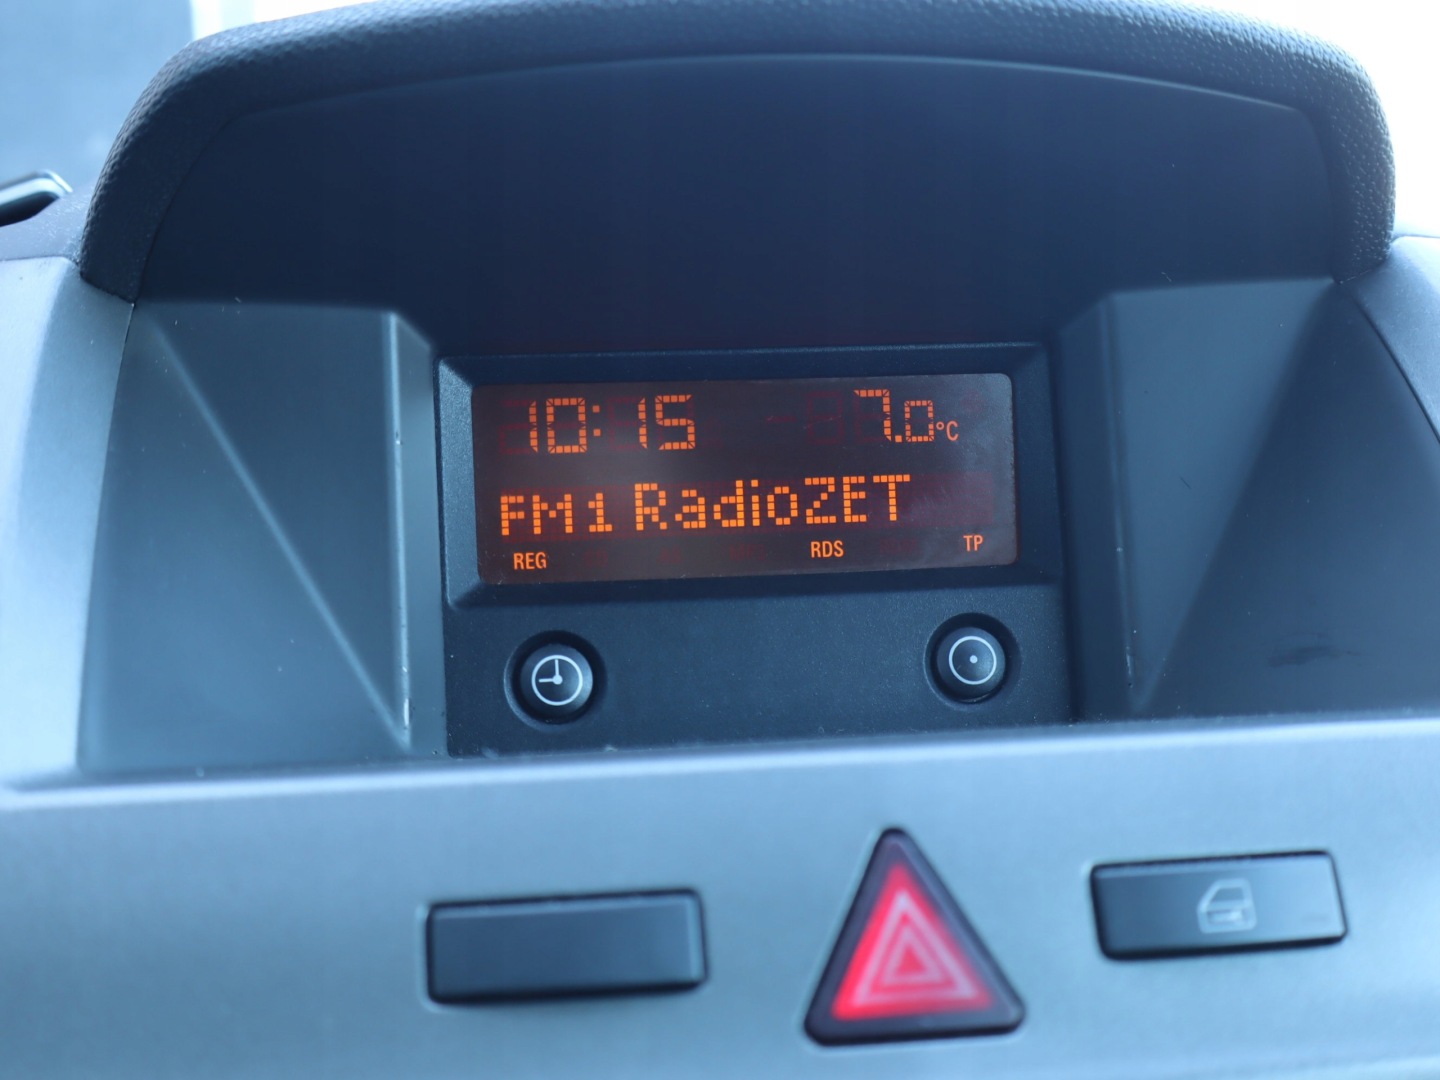 10:15 7.0°C
FM1 RadioZET
REG RDS TP